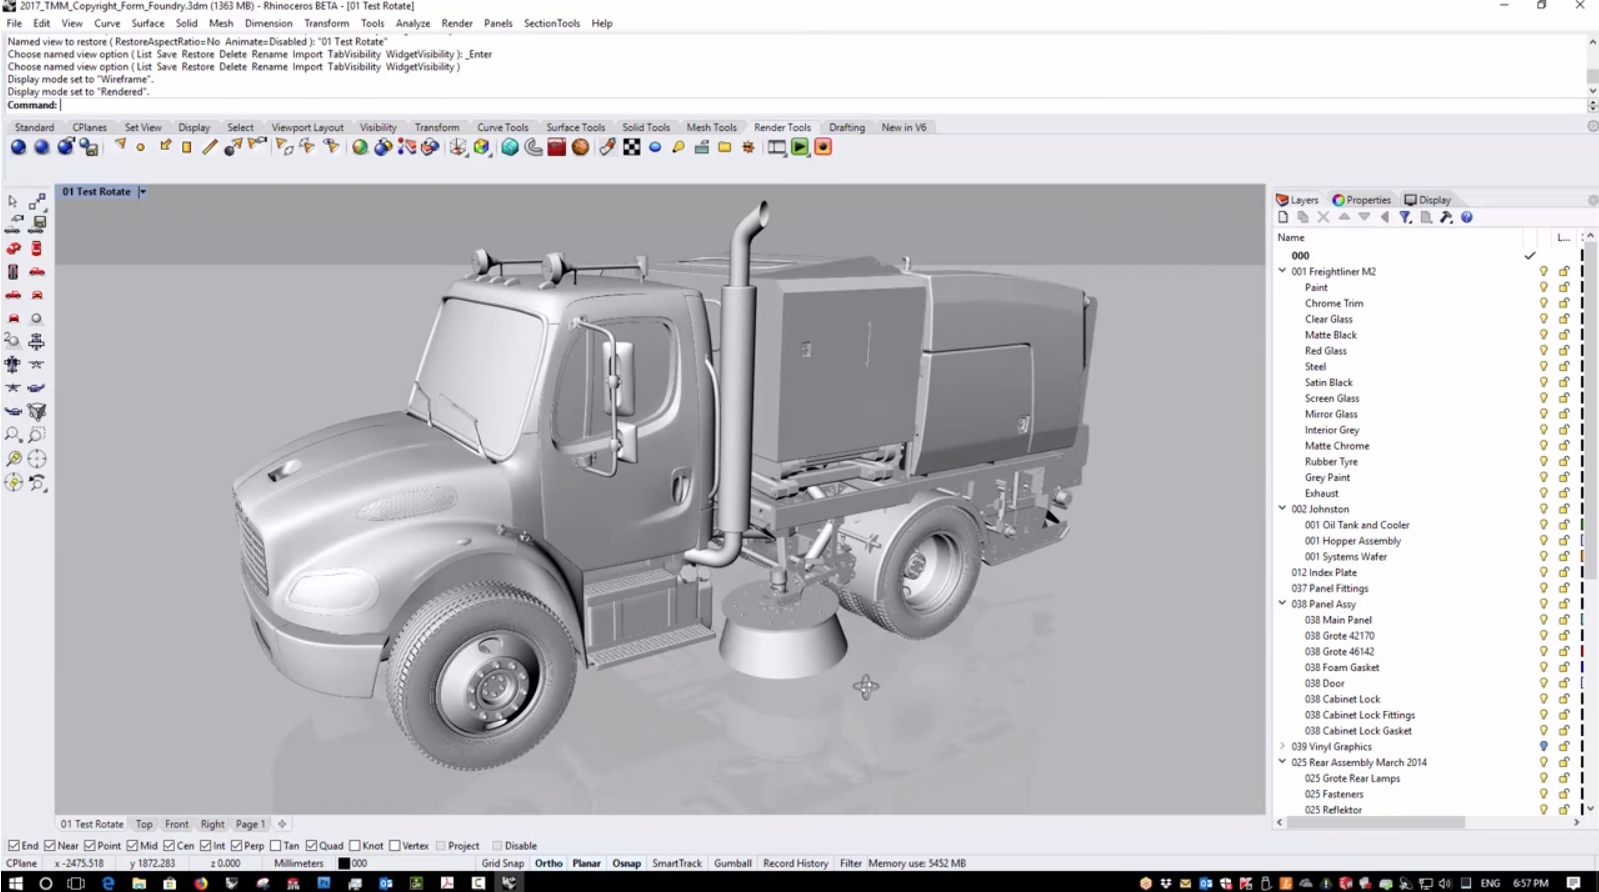 2017_TMM_Copyright_Form_Foundry.3dm (1363 MB) - Rhinoceros BETA - [01 Test Rotate]
File Edit View Curve Surface Solid Mesh Dimension Transform Tools Analyze Render Panels SectionTools Help
Named view to restore ( RestoreAspectRatio=No Animate=Disabled ): "01 Test Rotate"
Choose named view option ( List Save Restore Delete Rename Import TabVisibility WidgetVisibility ): _Enter
Choose named view option ( List Save Restore Delete Rename Import TabVisibility WidgetVisibility )
Display mode set to "Wireframe".
Display mode set to "Rendered".
Command:
Standard CPlanes Set View Display Select Viewport Layout Visibility Transform Curve Tools Surface Tools Solid Tools Mesh Tools Render Tools Drafting New in V6
01 Test Rotate
Layers Properties Display
Name L...
000
001 Freightliner M2
Paint
Chrome Trim
Clear Glass
Matte Black
Red Glass
Steel
Satin Black
Screen Glass
Mirror Glass
Interior Grey
Matte Chrome
Rubber Tyre
Grey Paint
Exhaust
002 Johnston
001 Oil Tank and Cooler
001 Hopper Assembly
001 Systems Wafer
012 Index Plate
037 Panel Fittings
038 Panel Assy
038 Main Panel
038 Grote 42170
038 Grote 46142
038 Foam Gasket
038 Door
038 Cabinet Lock
038 Cabinet Lock Fittings
038 Cabinet Lock Gasket
039 Vinyl Graphics
025 Rear Assembly March 2014
025 Grote Rear Lamps
025 Fasteners
025 Reflektor
01 Test Rotate Top Front Right Page 1
End Near Point Mid Cen Int Perp Tan Quad Knot Vertex Project Disable
CPlane x -2475.518 y 1872.283 z 0.000 Millimeters 000 Grid Snap Ortho Planar Osnap SmartTrack Gumball Record History Filter Memory use: 5452 MB
ENG 6:57 PM